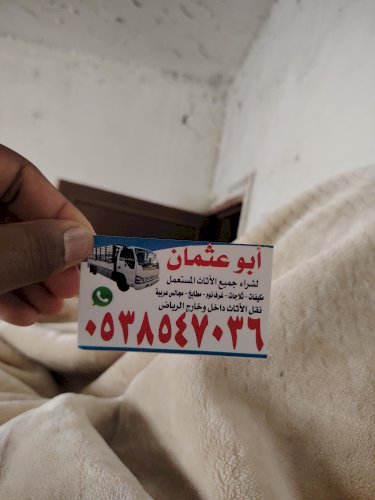 أبو عثمان
لشراء جميع الأثاث المستعمل
مكيفات - ثلاجات - غرف نوم - مطابخ - مجالس عربية
نقل الأثاث داخل وخارج الرياض
٠٥٣٨٥٤٧٠٣٦